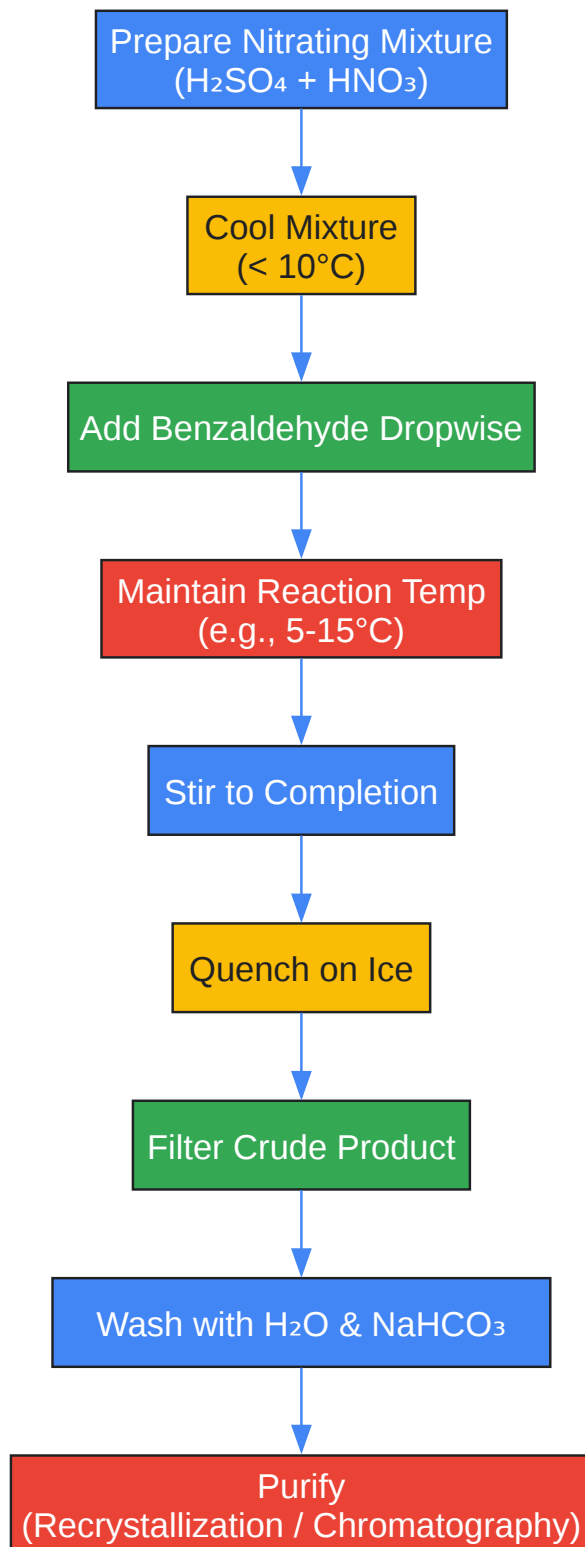 Prepare Nitrating Mixture
(H₂SO₄ + HNO₃)
Cool Mixture
(< 10°C)
Add Benzaldehyde Dropwise
Maintain Reaction Temp
(e.g., 5-15°C)
Stir to Completion
Quench on Ice
Filter Crude Product
Wash with H₂O & NaHCO₃
Purify
(Recrystallization / Chromatography)